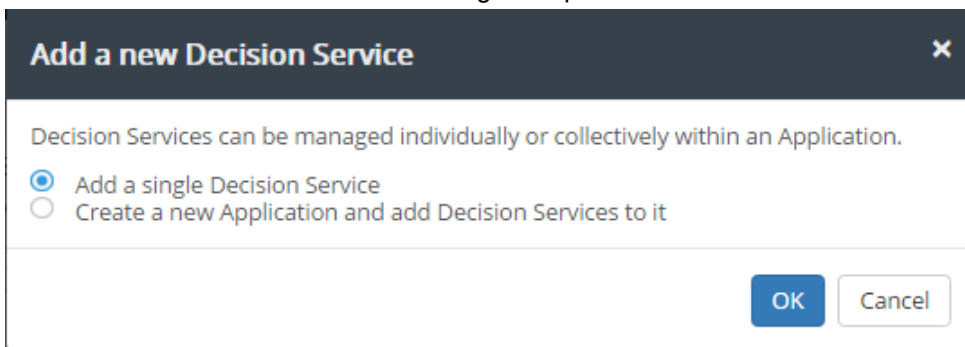 Add a new Decision Service
Decision Services can be managed individually or collectively within an Application.
Add a single Decision Service
Create a new Application and add Decision Services to it
OK Cancel